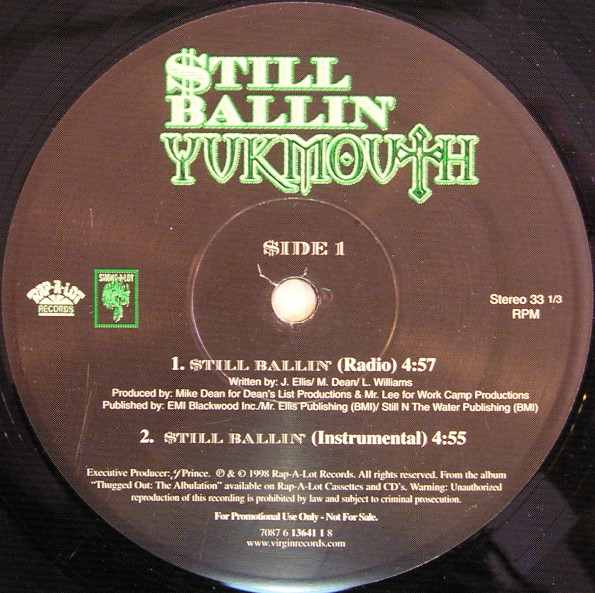 $TILL
BALLIN'
YUKMOUTH
$IDE 1
RAP-A-LOT
RECORDS
SMOKE-A-LOT
Stereo 33 1/3
RPM
1. $TILL BALLIN' (Radio) 4:57
Written by: J. Ellis/ M. Dean/ L. Williams
Produced by: Mike Dean for Dean's List Productions & Mr. Lee for Work Camp Productions
Published by: EMI Blackwood Inc./Mr. Ellis Publishing (BMI)/ Still N The Water Publishing (BMI)
2. $TILL BALLIN' (Instrumental) 4:55
Executive Producer: J Prince. ℗ & © 1998 Rap-A-Lot Records. All rights reserved. From the album
"Thugged Out: The Albulation" available on Rap-A-Lot Cassettes and CD's. Warning: Unauthorized
reproduction of this recording is prohibited by law and subject to criminal prosecution.
For Promotional Use Only - Not For Sale.
7087 6 13641 1 8
www.virginrecords.com